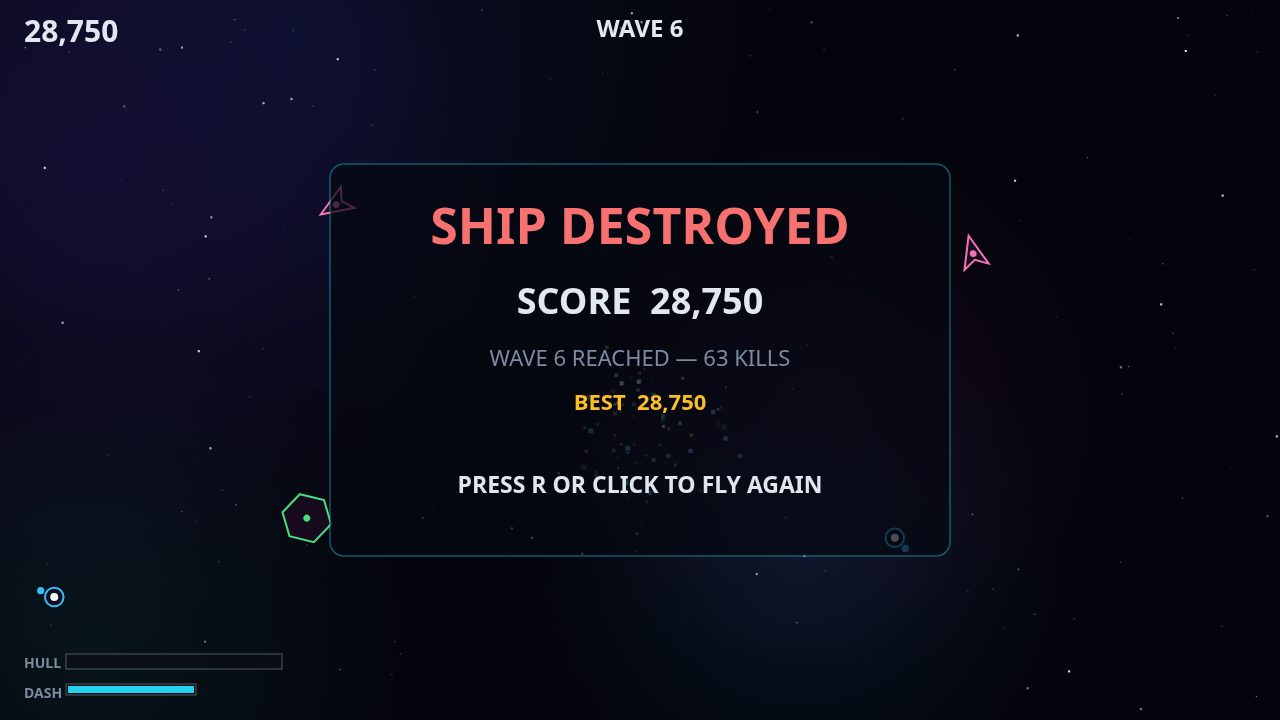 28,750
WAVE 6
SHIP DESTROYED
SCORE 28,750
WAVE 6 REACHED — 63 KILLS
BEST 28,750
PRESS R OR CLICK TO FLY AGAIN
HULL
DASH